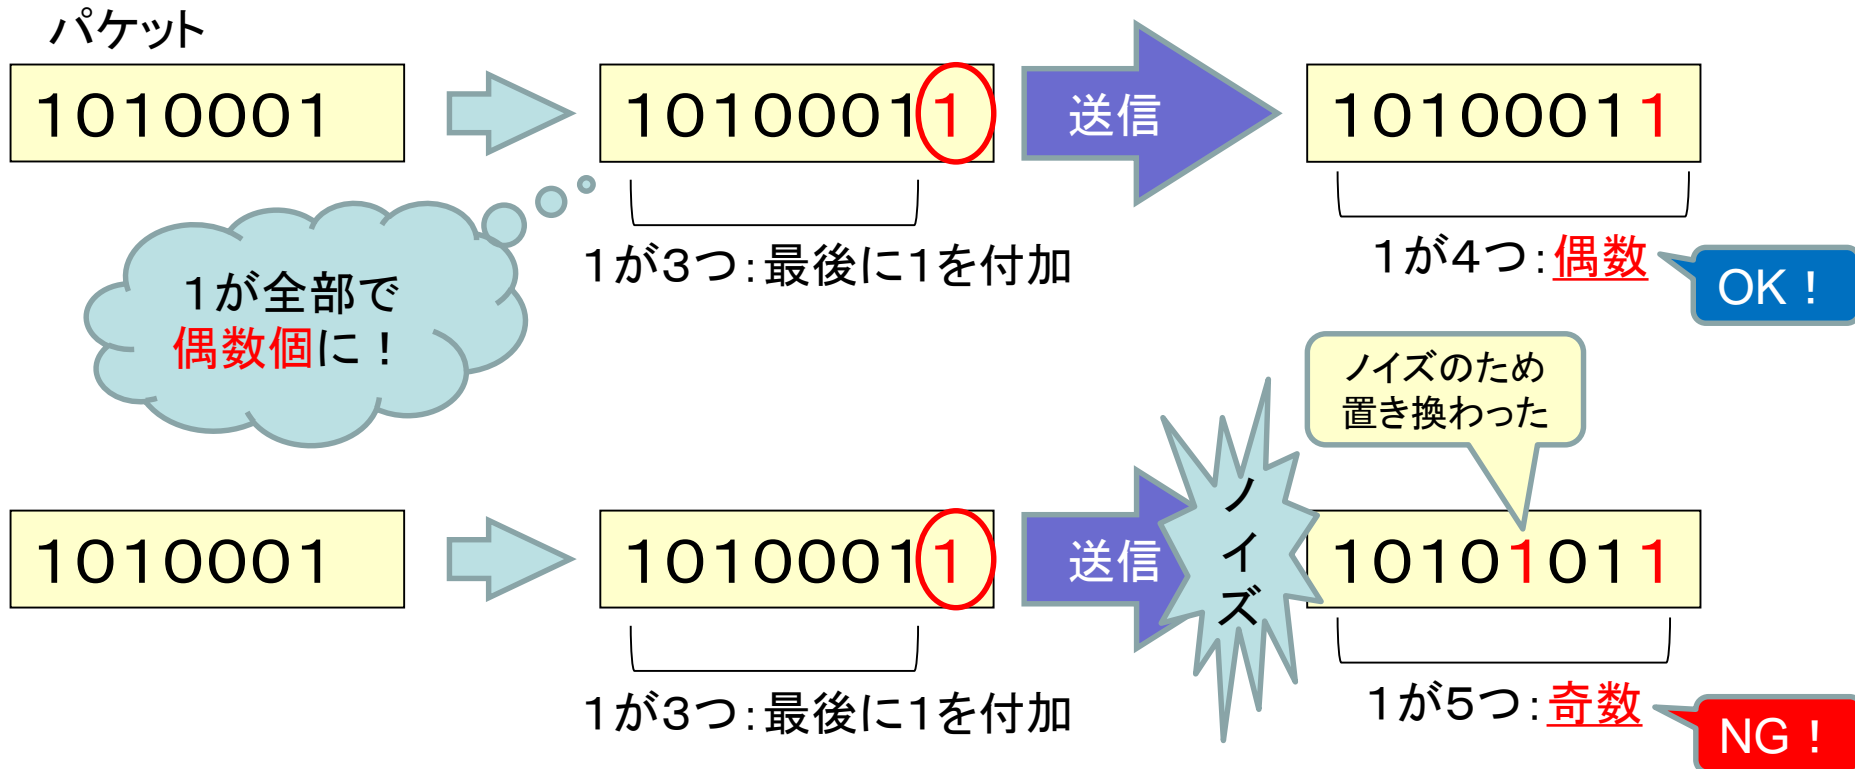 パケット
1010001
10100011
送信
10100011
1が3つ:最後に1を付加
1が4つ:偶数
OK!
1が全部で
偶数個に!
ノイズのため
置き換わった
1010001
10100011
送信
ノイズ
10101011
1が3つ:最後に1を付加
1が5つ:奇数
NG!